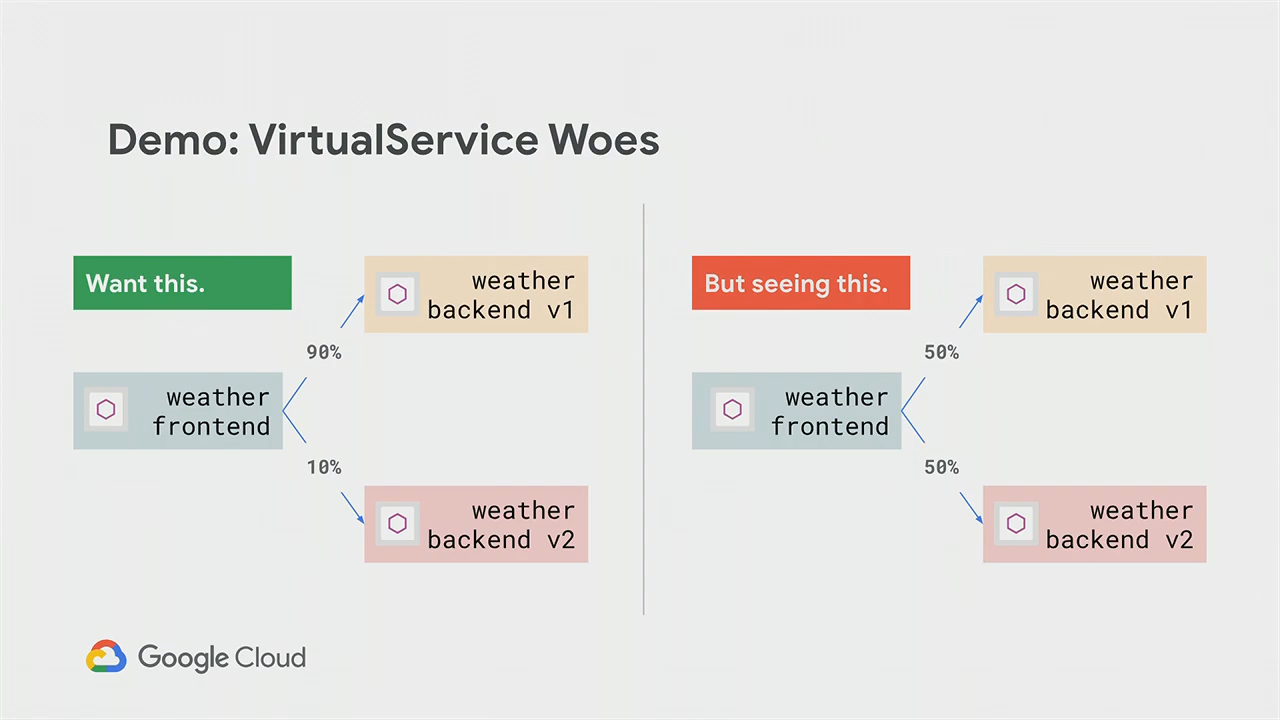 Demo: VirtualService Woes
Want this.
weather
backend v1
90%
weather
frontend
10%
weather
backend v2
But seeing this.
weather
backend v1
50%
weather
frontend
50%
weather
backend v2
Google Cloud